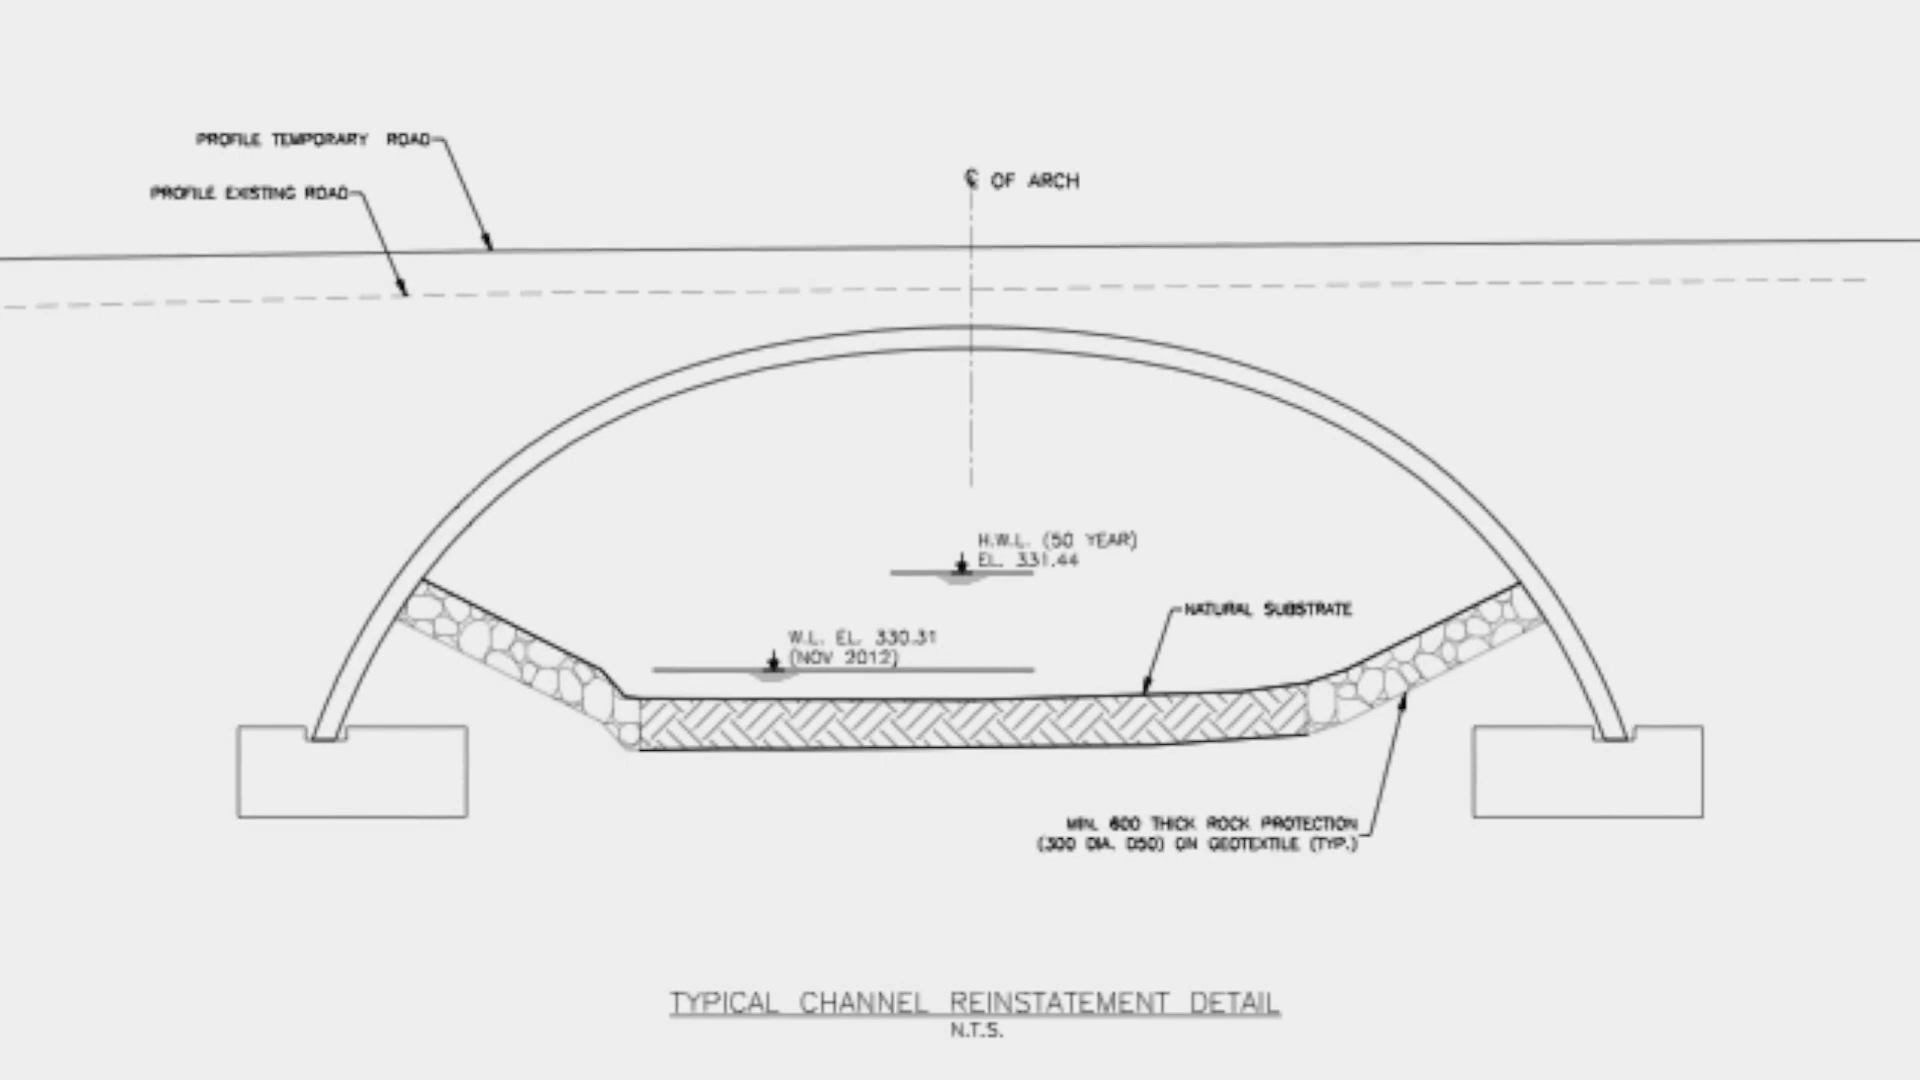 PROFILE TEMPORARY ROAD
℄ OF ARCH
PROFILE EXISTING ROAD
H.W.L. (50 YEAR)
EL. 331.44
NATURAL SUBSTRATE
W.L. EL. 330.31
(NOV 2012)
MIN. 600 THICK ROCK PROTECTION
(300 DIA. D50) ON GEOTEXTILE (TYP.)
TYPICAL CHANNEL REINSTATEMENT DETAIL
N.T.S.